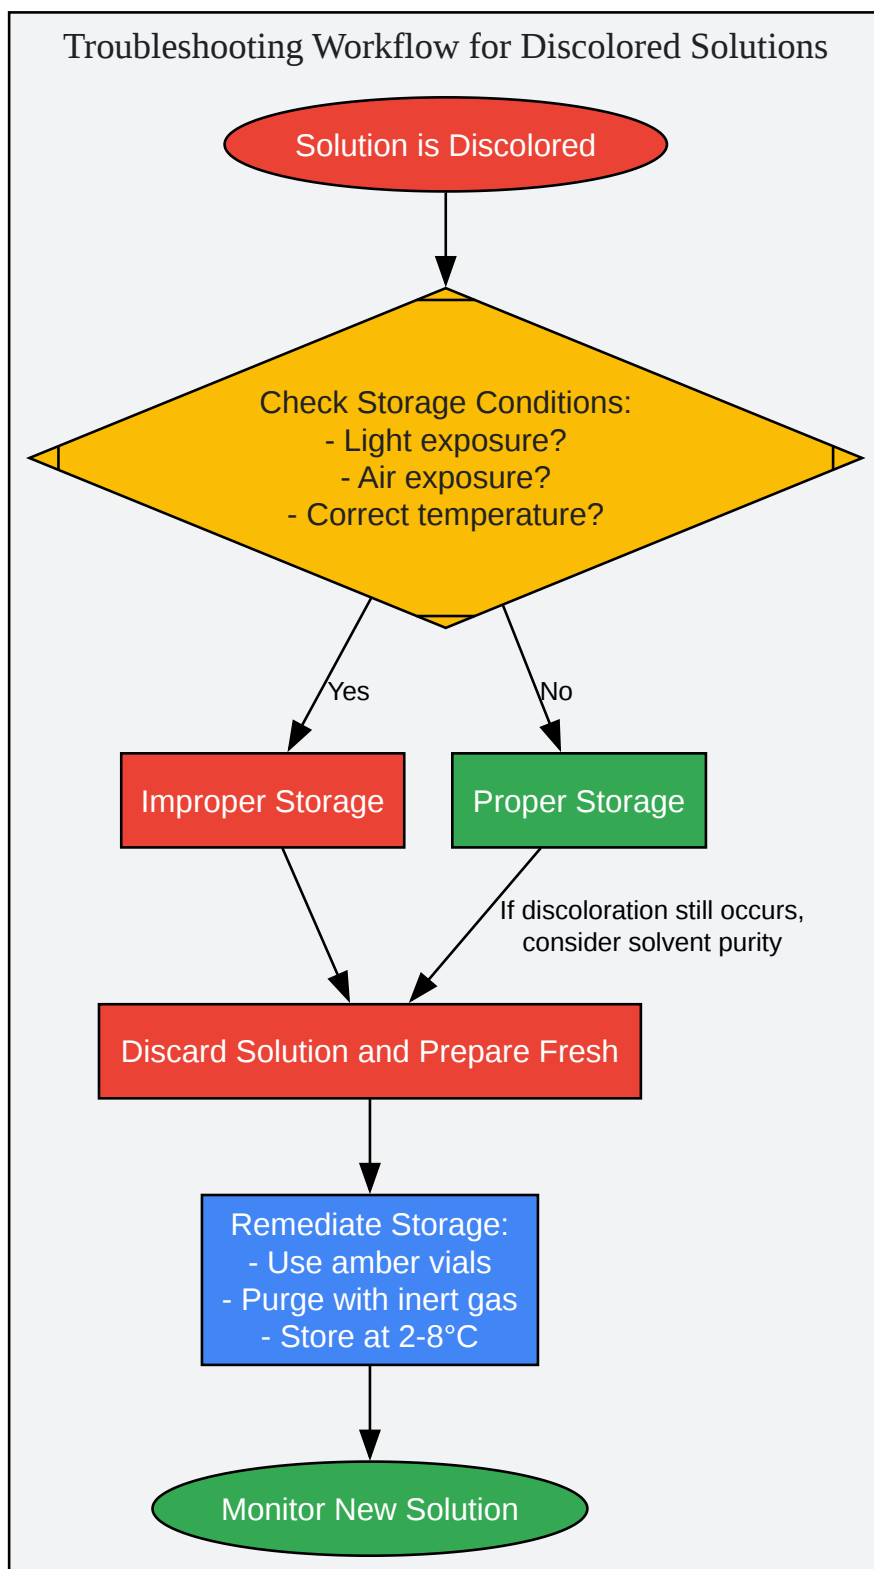 Troubleshooting Workflow for Discolored Solutions
Solution is Discolored
Check Storage Conditions:
- Light exposure?
- Air exposure?
- Correct temperature?
Yes
No
Improper Storage
Proper Storage
If discoloration still occurs,
consider solvent purity
Discard Solution and Prepare Fresh
Remediate Storage:
- Use amber vials
- Purge with inert gas
- Store at 2-8°C
Monitor New Solution